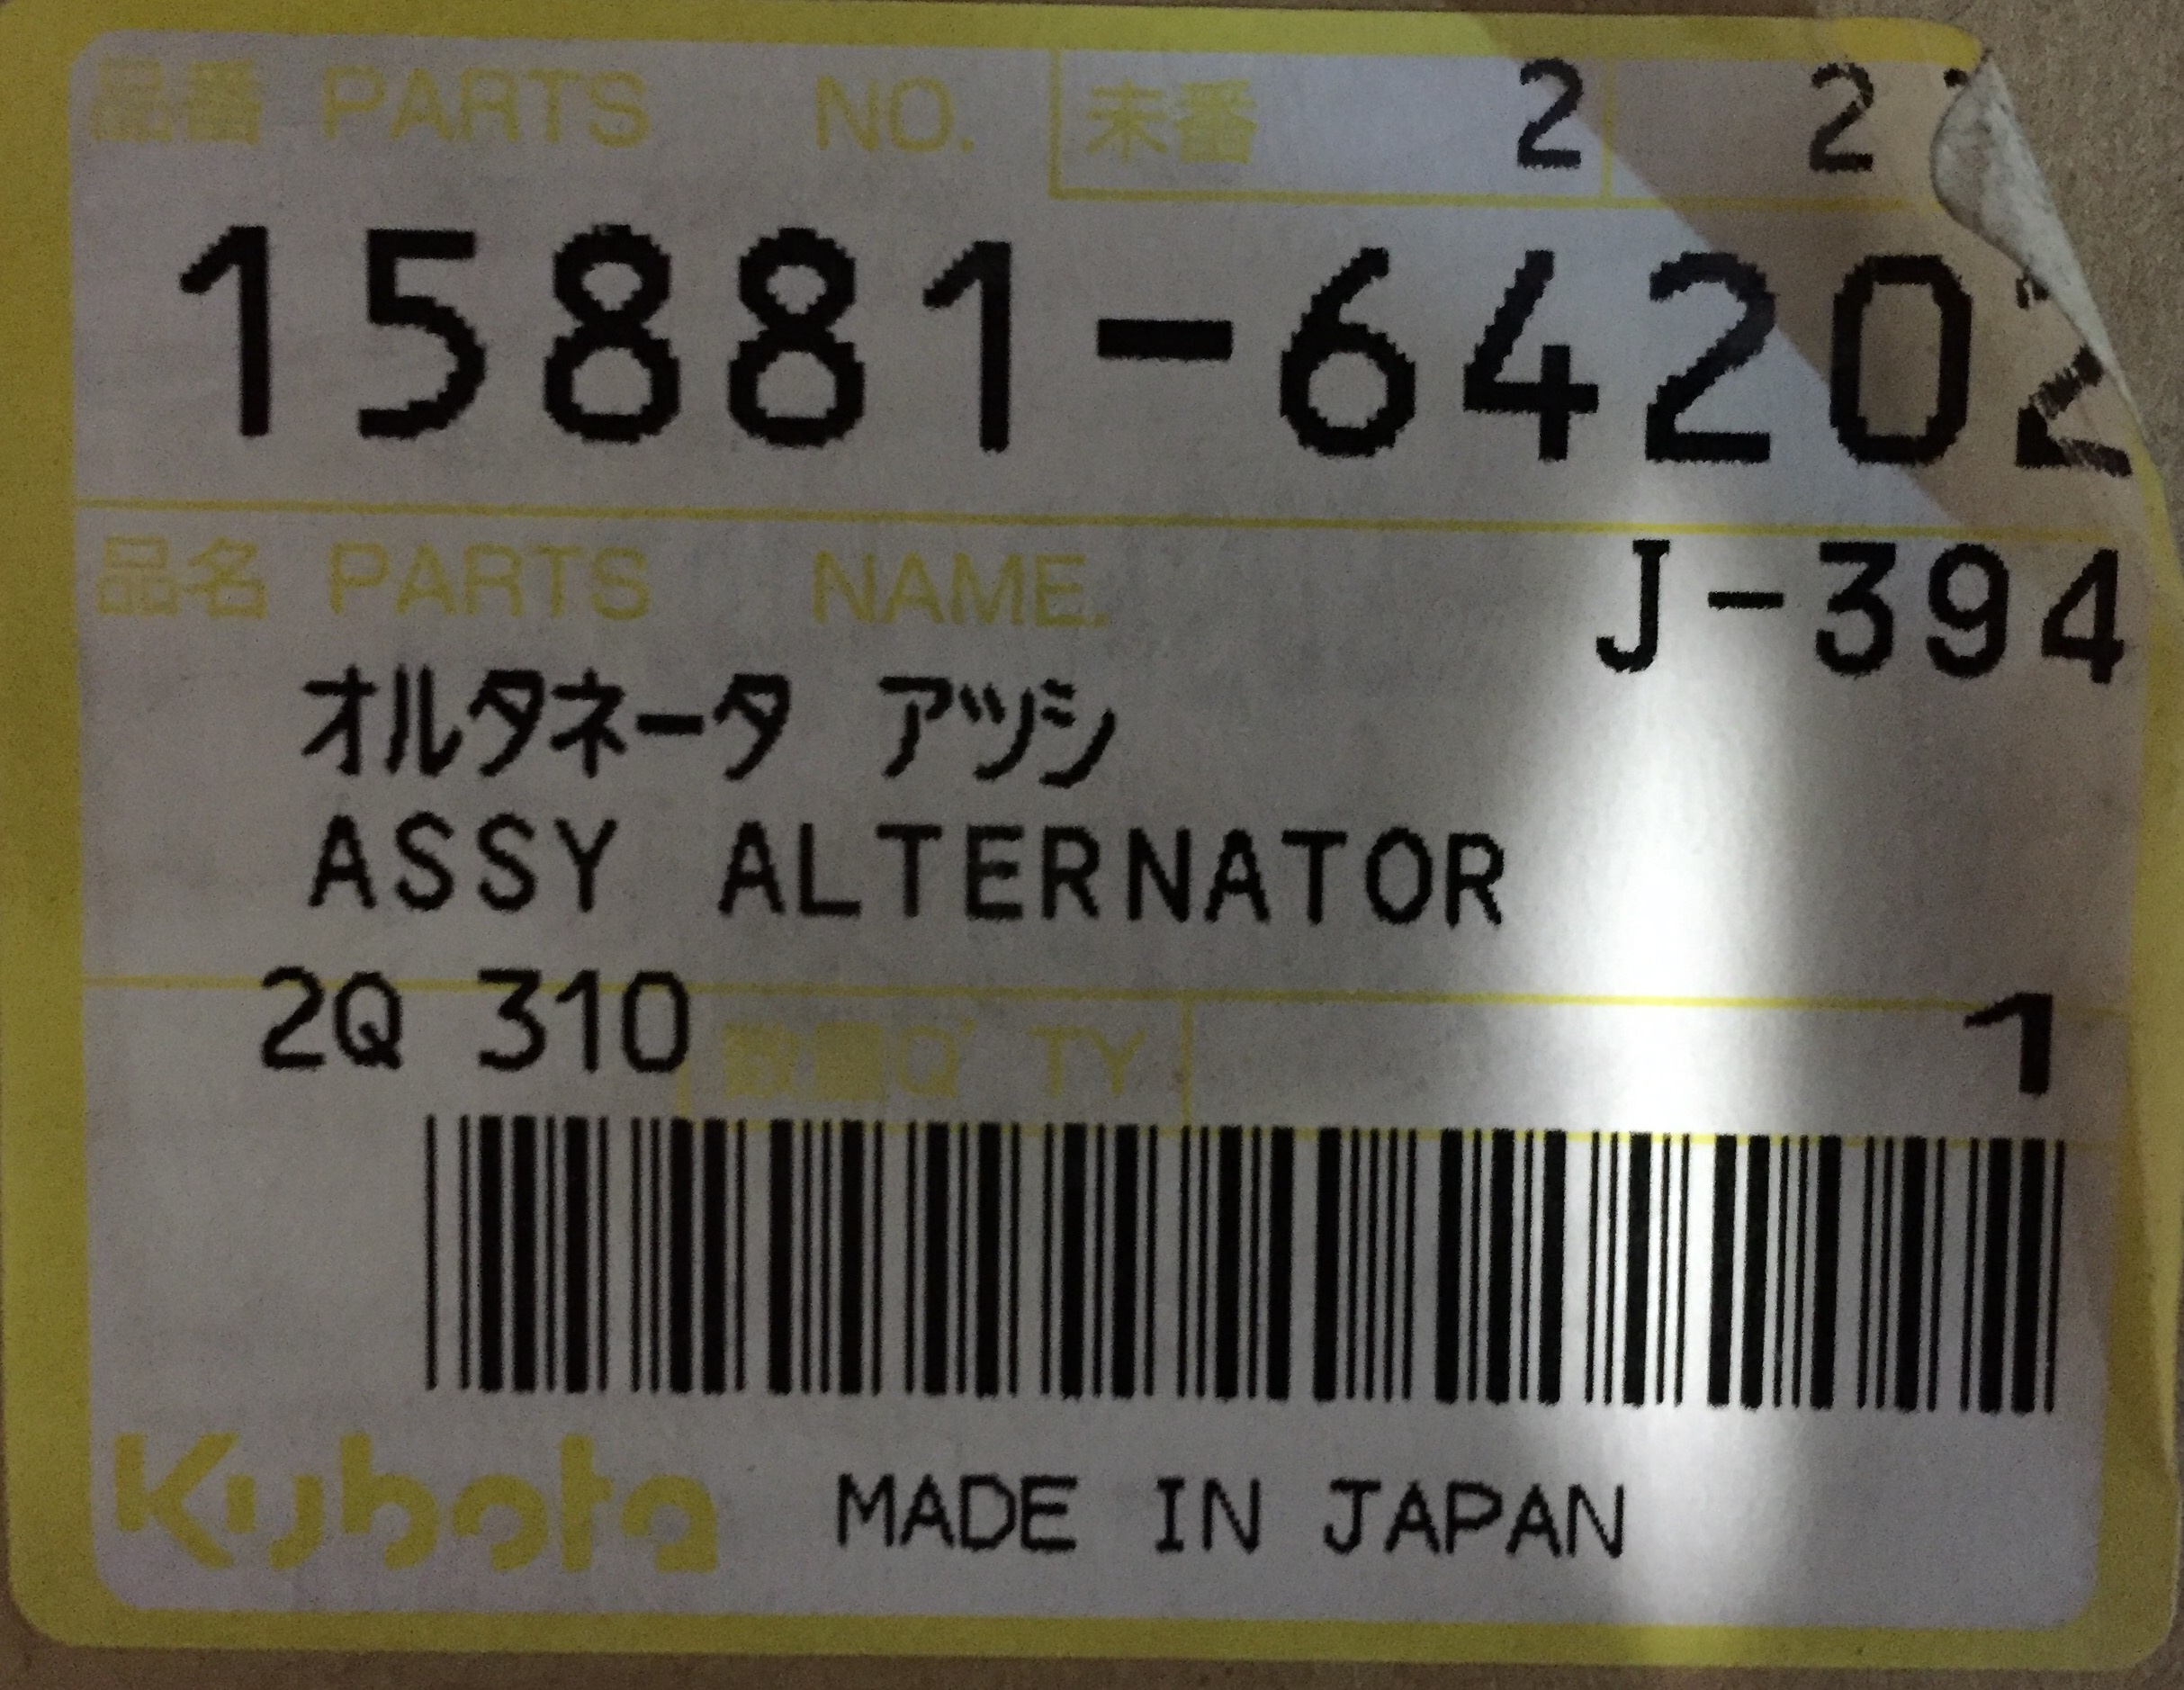 品番 PARTS NO. 末番 2 2
15881-64202
品名 PARTS NAME. J-394
オルタネータ アツシ
ASSY ALTERNATOR
2Q 310 数量Q'TY 1
Kubota MADE IN JAPAN